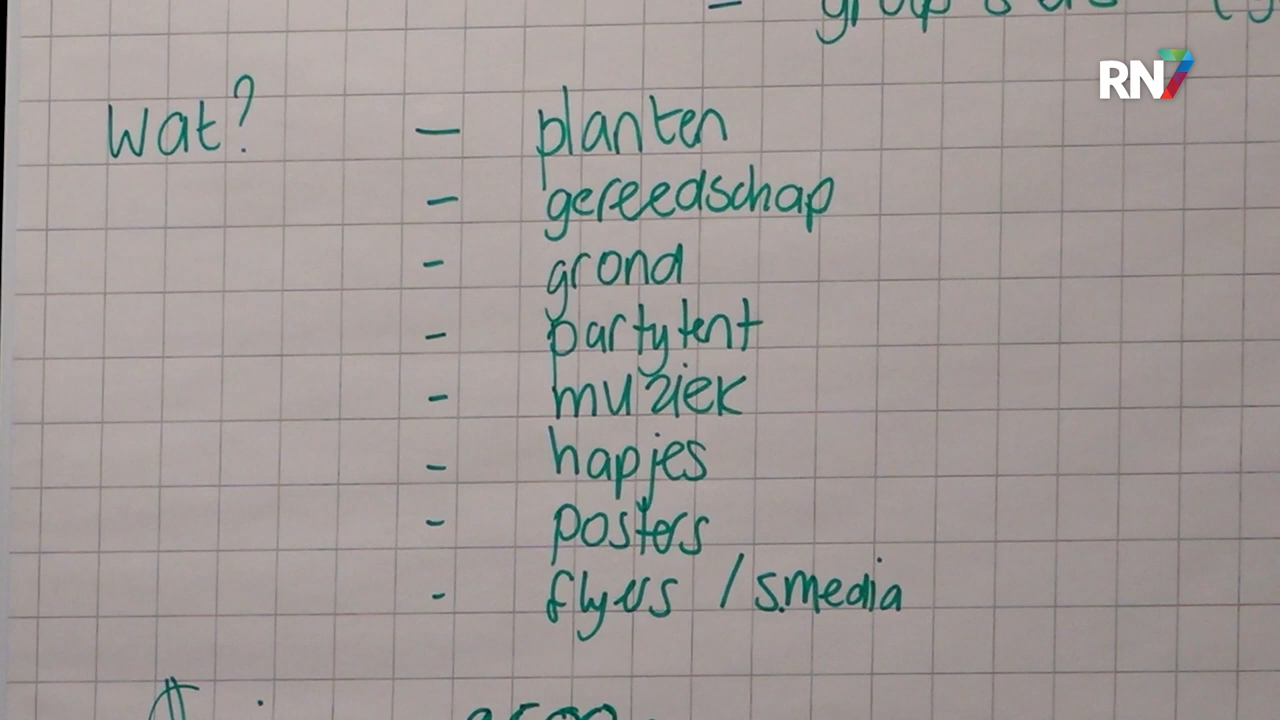 RN7
Wat? - planten
- gereedschap
- grond
- partytent
- muziek
- hapjes
- posters
- flyers / s.media